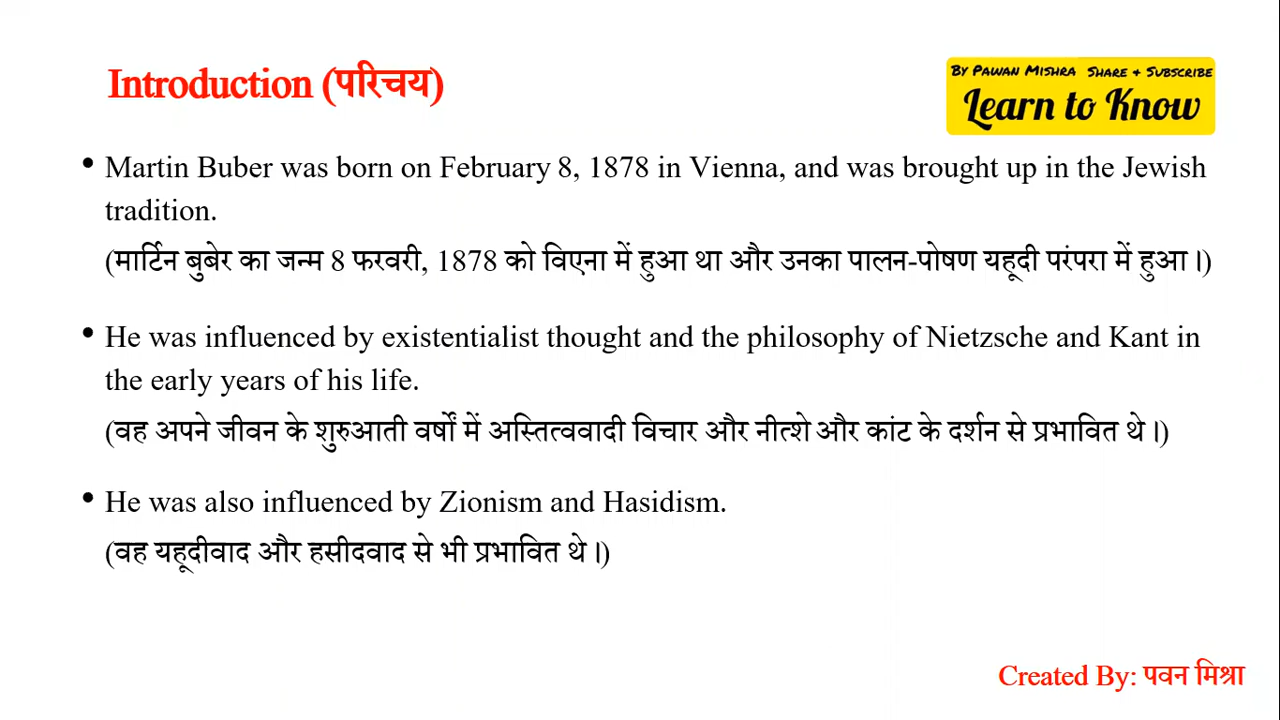 Introduction (परिचय)
By Pawan Mishra Share & Subscribe
Learn to Know
• Martin Buber was born on February 8, 1878 in Vienna, and was brought up in the Jewish
tradition.
(मार्टिन बुबेर का जन्म 8 फरवरी, 1878 को विएना में हुआ था और उनका पालन-पोषण यहूदी परंपरा में हुआ।)
• He was influenced by existentialist thought and the philosophy of Nietzsche and Kant in
the early years of his life.
(वह अपने जीवन के शुरुआती वर्षों में अस्तित्ववादी विचार और नीत्शे और कांट के दर्शन से प्रभावित थे।)
• He was also influenced by Zionism and Hasidism.
(वह यहूदीवाद और हसीदवाद से भी प्रभावित थे।)
Created By: पवन मिश्रा